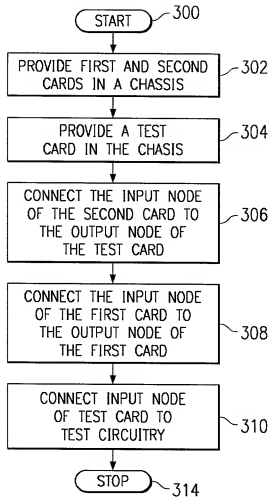 START
300
PROVIDE FIRST AND SECOND
CARDS IN A CHASSIS
302
PROVIDE A TEST
CARD IN THE CHASIS
304
CONNECT THE INPUT NODE
OF THE SECOND CARD TO
THE OUTPUT NODE OF
THE TEST CARD
306
CONNECT THE INPUT NODE
OF THE FIRST CARD TO
THE OUTPUT NODE OF
THE FIRST CARD
308
CONNECT INPUT NODE
OF TEST CARD TO
TEST CIRCUITRY
310
STOP
314